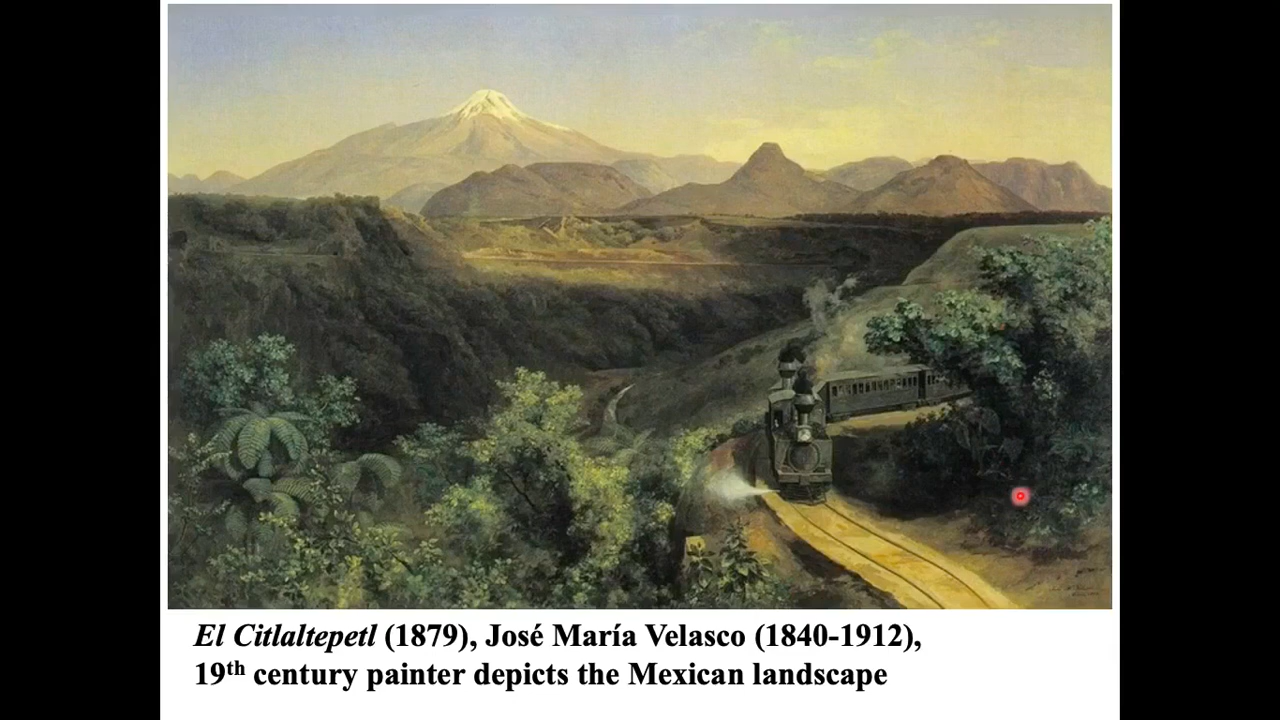 El Citlaltepetl (1879), José María Velasco (1840-1912),
19th century painter depicts the Mexican landscape